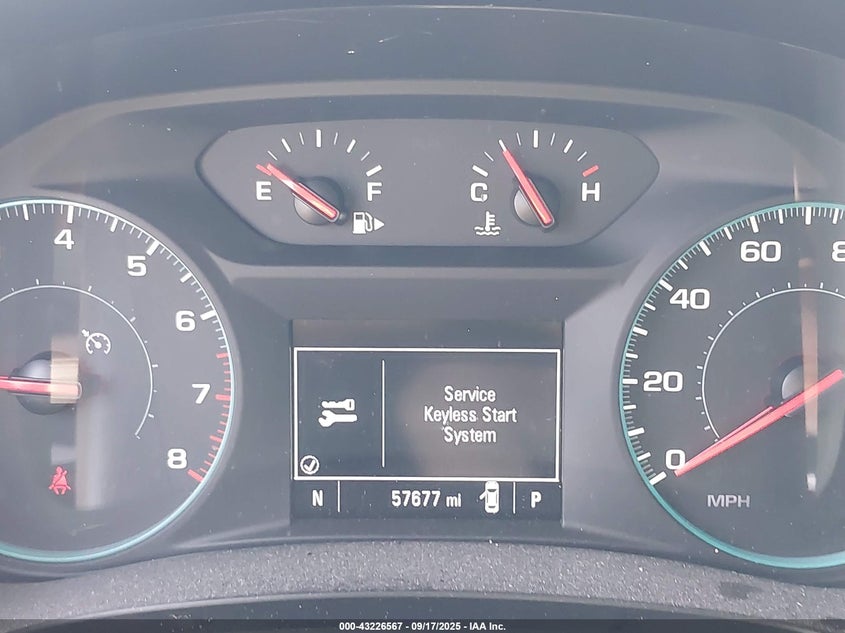 E F
C H
4
5
6
7
8
60
8
40
20
0
MPH
Service
Keyless Start
System
N 57677 mi P
000-43226567 - 09/17/2025 - IAA Inc.